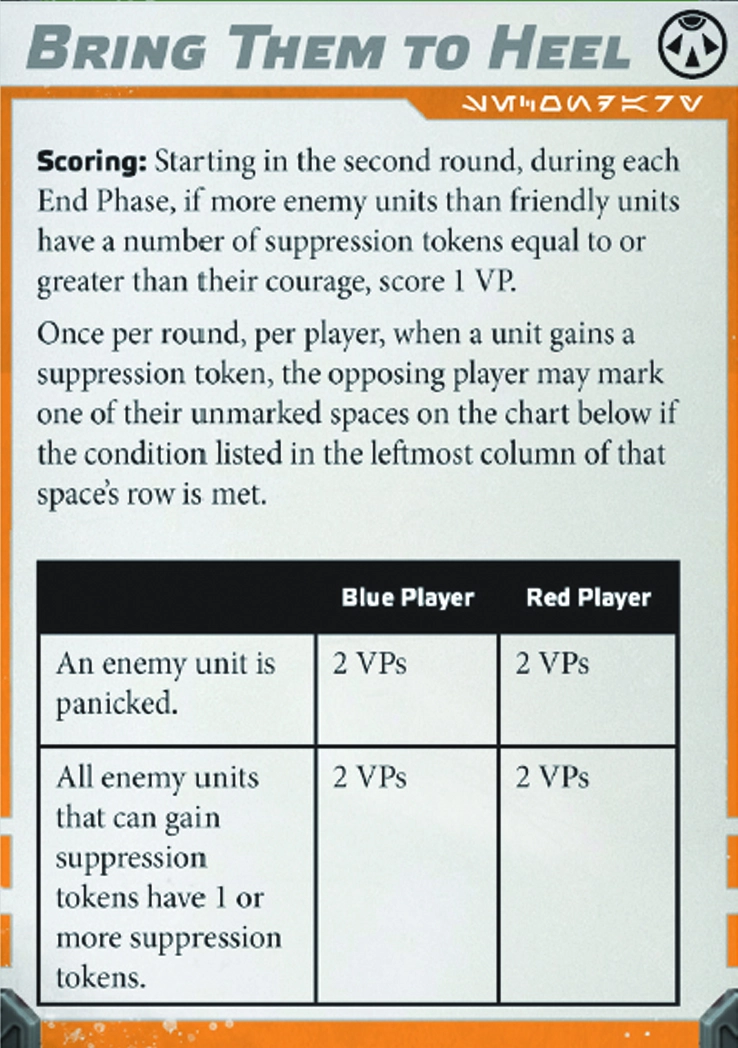 BRING THEM TO HEEL
Scoring: Starting in the second round, during each
End Phase, if more enemy units than friendly units
have a number of suppression tokens equal to or
greater than their courage, score 1 VP.
Once per round, per player, when a unit gains a
suppression token, the opposing player may mark
one of their unmarked spaces on the chart below if
the condition listed in the leftmost column of that
space's row is met.
Blue Player Red Player
An enemy unit is 2 VPs 2 VPs
panicked.
All enemy units 2 VPs 2 VPs
that can gain
suppression
tokens have 1 or
more suppression
tokens.